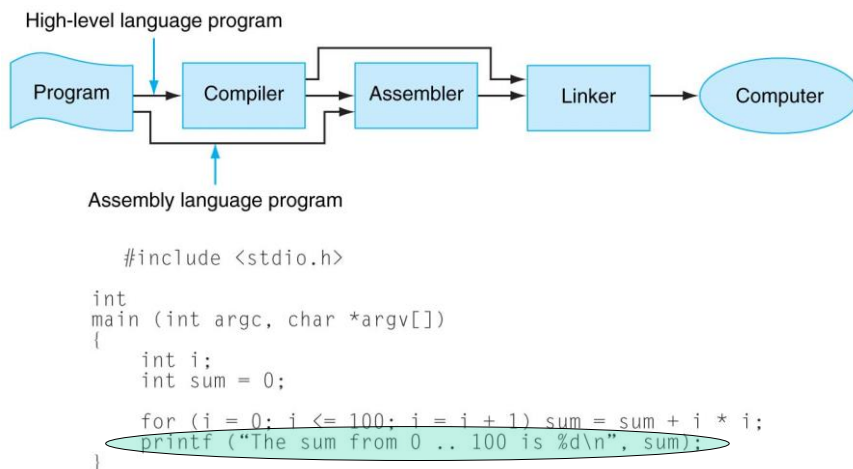 High-level language program
Program
Compiler
Assembler
Linker
Computer
Assembly language program
#include <stdio.h>
int
main (int argc, char *argv[])
{
int i;
int sum = 0;
for (i = 0; i <= 100; i = i + 1) sum = sum + i * i;
printf (“The sum from 0 .. 100 is %d\n”, sum);
}